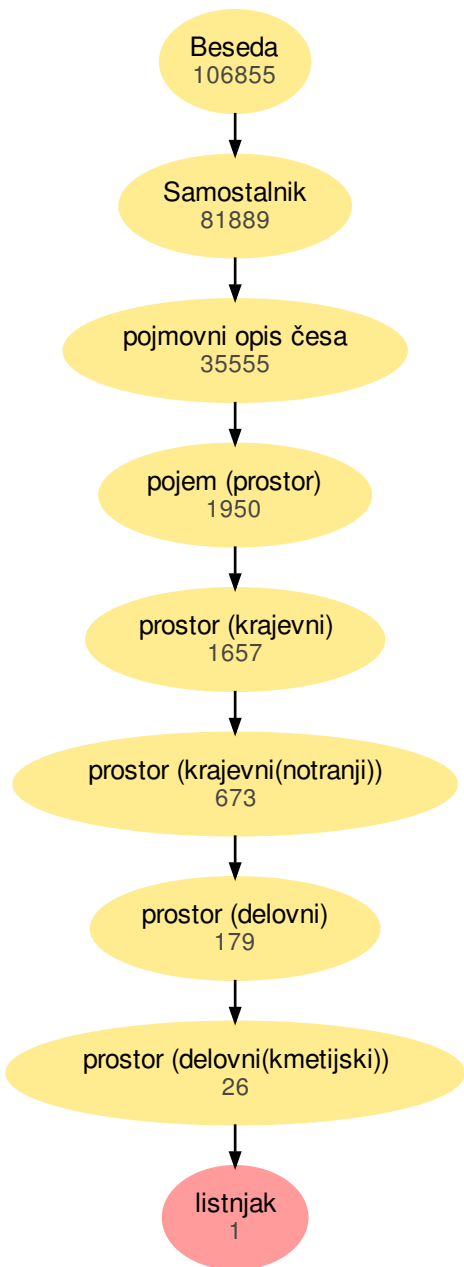 Beseda
106855
Samostalnik
81889
pojmovni opis česa
35555
pojem (prostor)
1950
prostor (krajevni)
1657
prostor (krajevni(notranji))
673
prostor (delovni)
179
prostor (delovni(kmetijski))
26
listnjak
1